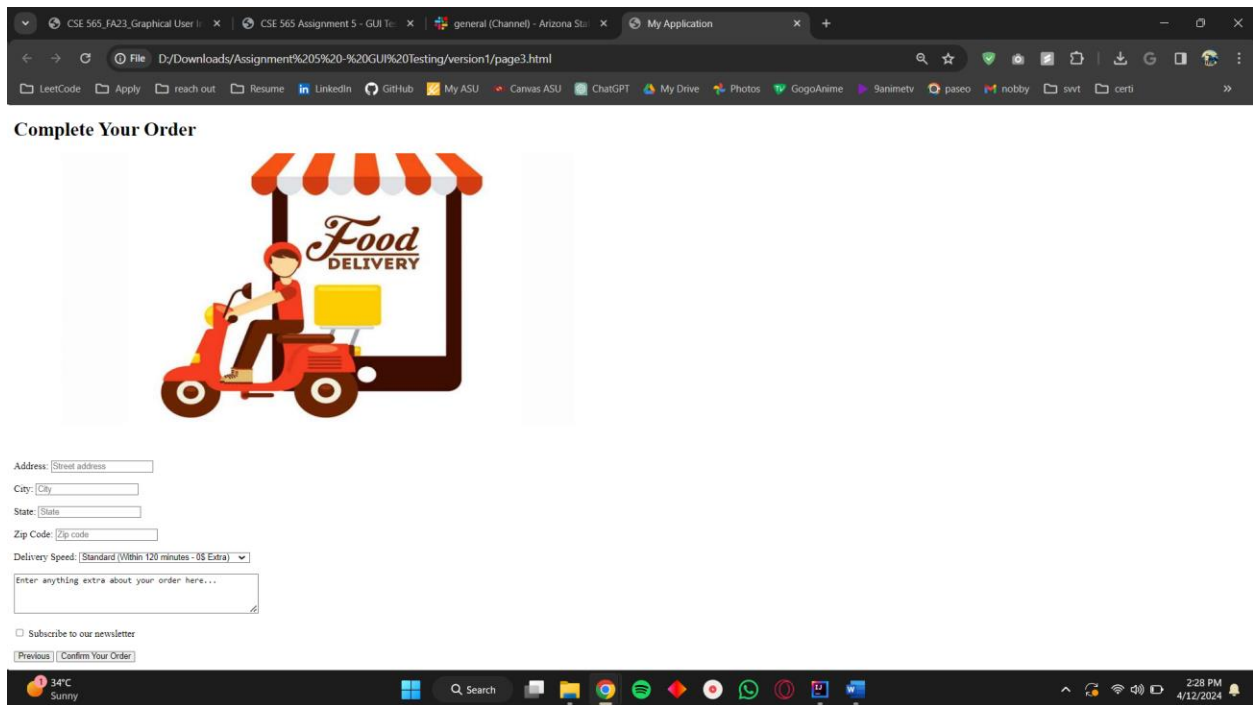 CSE 565_FA23_Graphical User I
CSE 565 Assignment 5 - GUI Te
general (Channel) - Arizona Sta
My Application
File
D:/Downloads/Assignment%205%20-%20GUI%20Testing/version1/page3.html
LeetCode
Apply
reach out
Resume
LinkedIn
GitHub
My ASU
Canvas ASU
ChatGPT
My Drive
Photos
GogoAnime
9animetv
paseo
nobby
svvt
certi
Complete Your Order
Food
DELIVERY
Address: Street address
City: City
State: State
Zip Code: Zip code
Delivery Speed: Standard (Within 120 minutes - 0$ Extra)
Enter anything extra about your order here...
Subscribe to our newsletter
Previous
Confirm Your Order
1
34°C
Sunny
Search
2:28 PM
4/12/2024